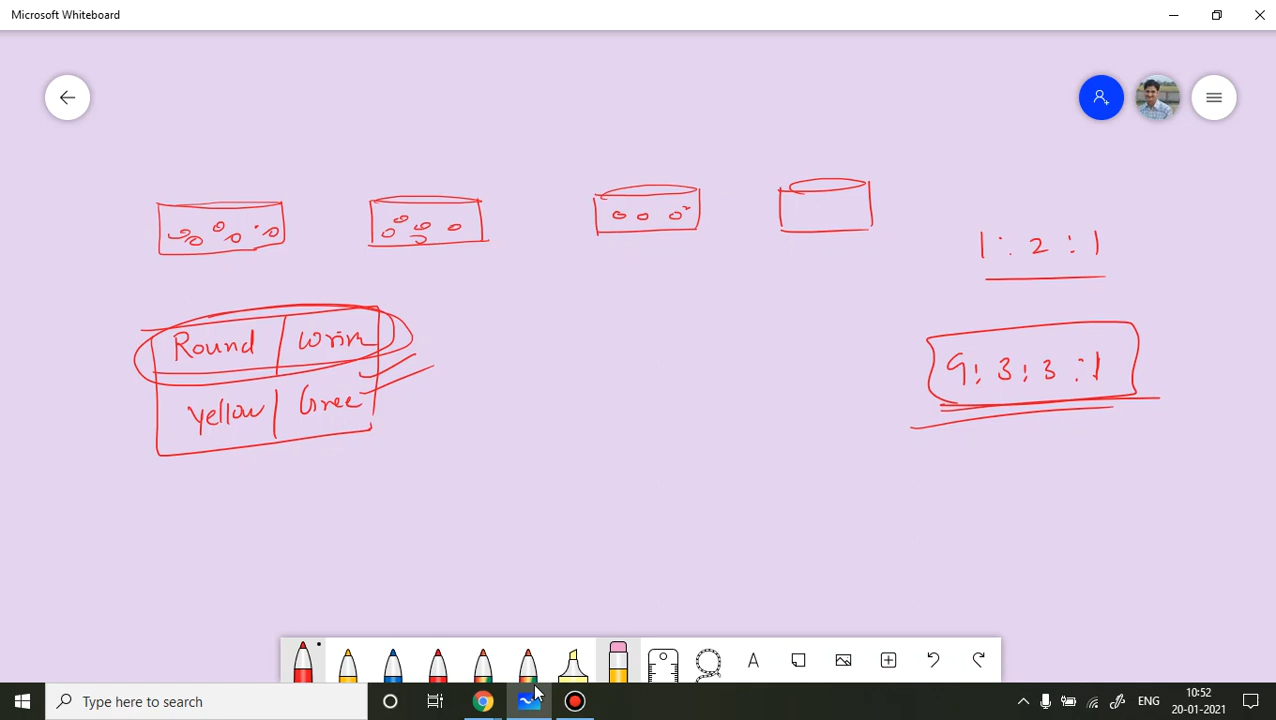 Microsoft Whiteboard
1 : 2 : 1
Round wrin
9 : 3 : 3 : 1
Yellow Gree
A
Type here to search
ENG
10:52
20-01-2021